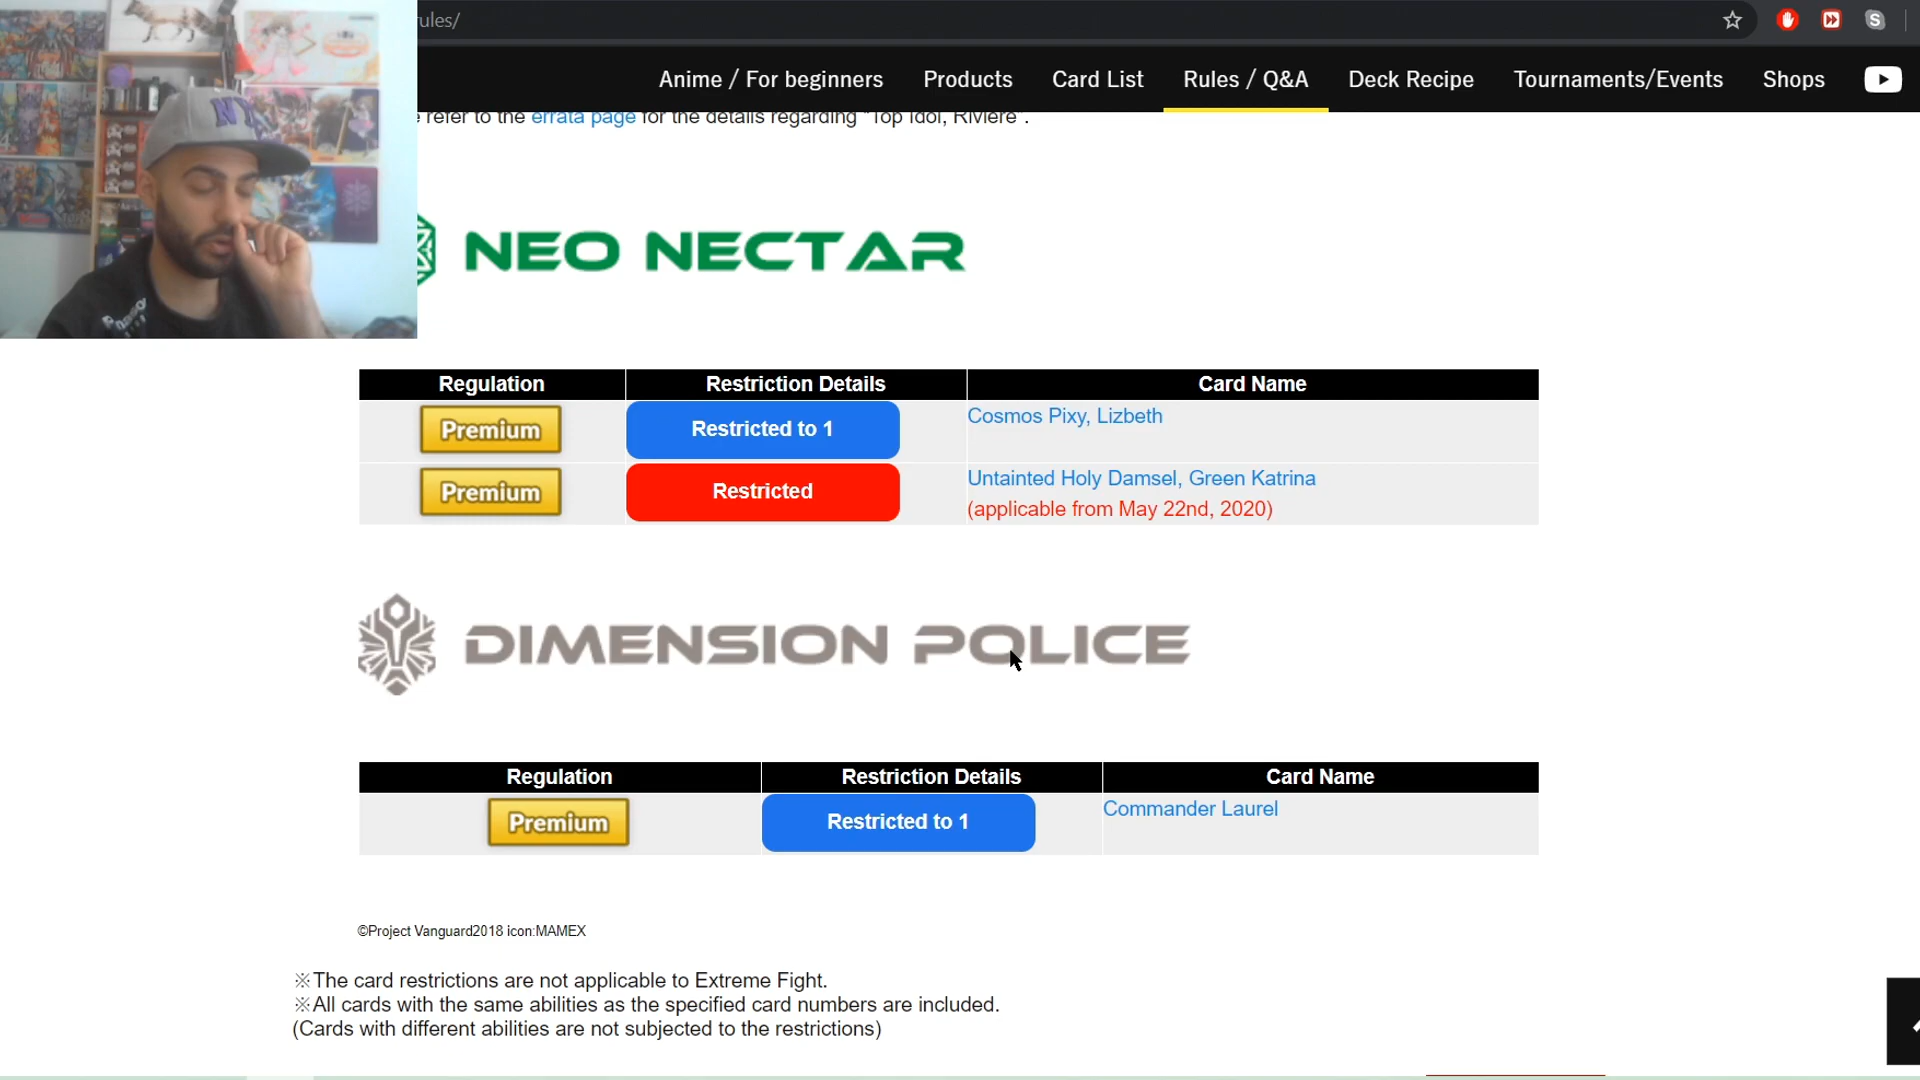 rules/
Anime / For beginners Products Card List Rules / Q&A Deck Recipe Tournaments/Events Shops
refer to the errata page for the details regarding "Top Idol, Riviere".
NEO NECTAR
Regulation Restriction Details Card Name
Premium Restricted to 1 Cosmos Pixy, Lizbeth
Premium Restricted Untainted Holy Damsel, Green Katrina
(applicable from May 22nd, 2020)
DIMENSION POLICE
Regulation Restriction Details Card Name
Premium Restricted to 1 Commander Laurel
©Project Vanguard2018 icon:MAMEX
※The card restrictions are not applicable to Extreme Fight.
※All cards with the same abilities as the specified card numbers are included.
(Cards with different abilities are not subjected to the restrictions)